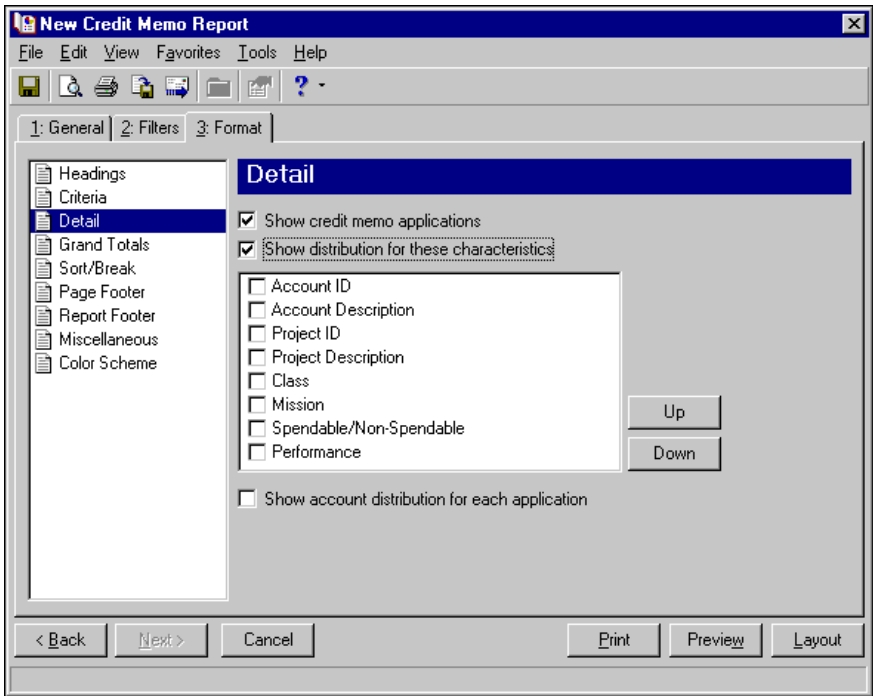 New Credit Memo Report
File Edit View Favorites Tools Help
?
1: General 2: Filters 3: Format
Headings
Criteria
Detail
Grand Totals
Sort/Break
Page Footer
Report Footer
Miscellaneous
Color Scheme
Detail
Show credit memo applications
Show distribution for these characteristics
Account ID
Account Description
Project ID
Project Description
Class
Mission
Spendable/Non-Spendable
Performance
Up
Down
Show account distribution for each application
< Back Next > Cancel Print Preview Layout